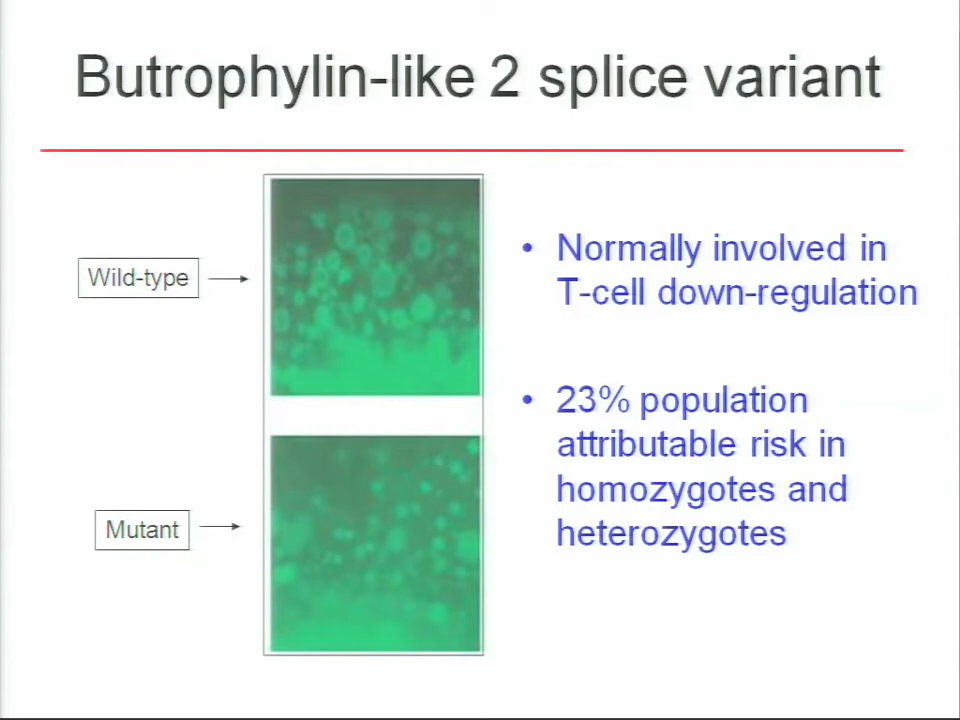 Butrophylin-like 2 splice variant
Wild-type
Mutant
• Normally involved in
T-cell down-regulation
• 23% population
attributable risk in
homozygotes and
heterozygotes